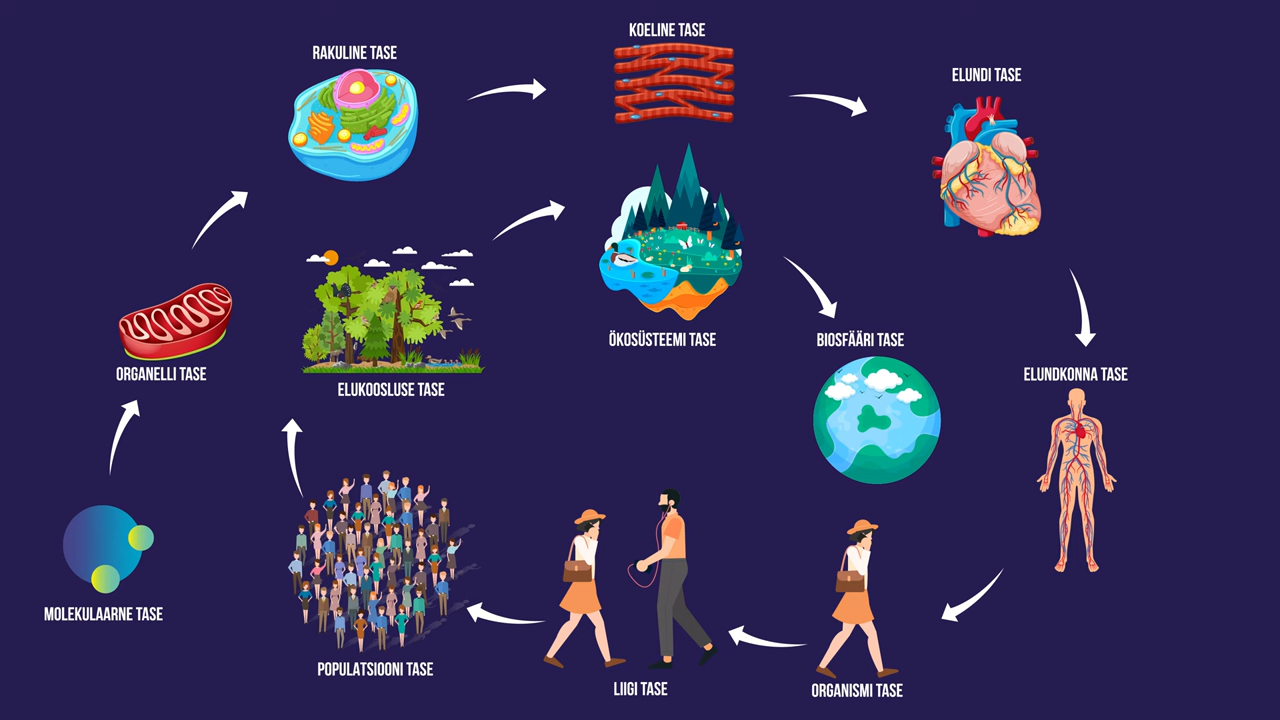 KOELINE TASE
RAKULINE TASE
ELUNDI TASE
ÖKOSÜSTEEMI TASE
BIOSFÄÄRI TASE
ORGANELLI TASE
ELUNDKONNA TASE
ELUKOOSLUSE TASE
MOLEKULAARNE TASE
POPULATSIOONI TASE
LIIGI TASE
ORGANISMI TASE